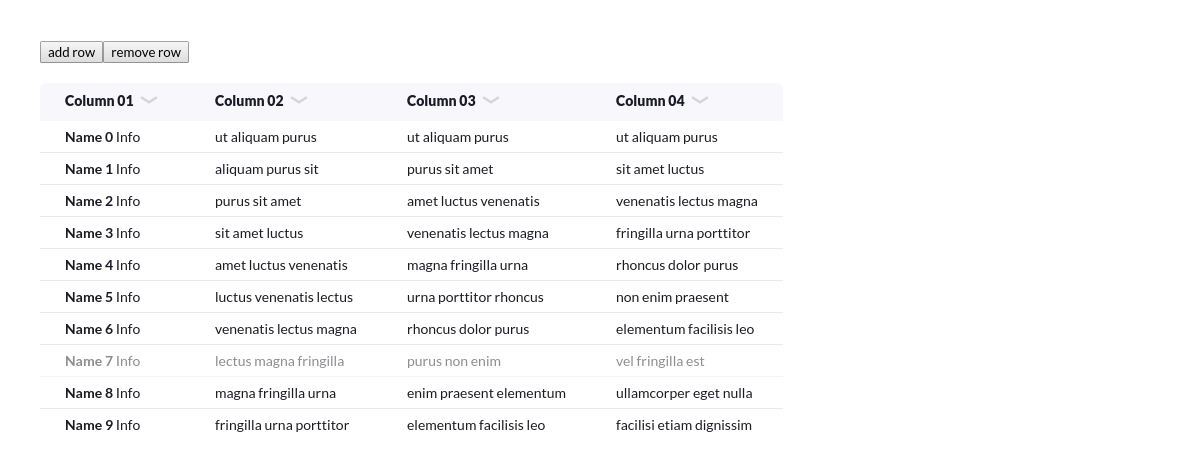 add row remove row
Column 01 Column 02 Column 03 Column 04
Name 0 Info ut aliquam purus ut aliquam purus ut aliquam purus
Name 1 Info aliquam purus sit purus sit amet sit amet luctus
Name 2 Info purus sit amet amet luctus venenatis venenatis lectus magna
Name 3 Info sit amet luctus venenatis lectus magna fringilla urna porttitor
Name 4 Info amet luctus venenatis magna fringilla urna rhoncus dolor purus
Name 5 Info luctus venenatis lectus urna porttitor rhoncus non enim praesent
Name 6 Info venenatis lectus magna rhoncus dolor purus elementum facilisis leo
Name 7 Info lectus magna fringilla purus non enim vel fringilla est
Name 8 Info magna fringilla urna enim praesent elementum ullamcorper eget nulla
Name 9 Info fringilla urna porttitor elementum facilisis leo facilisi etiam dignissim